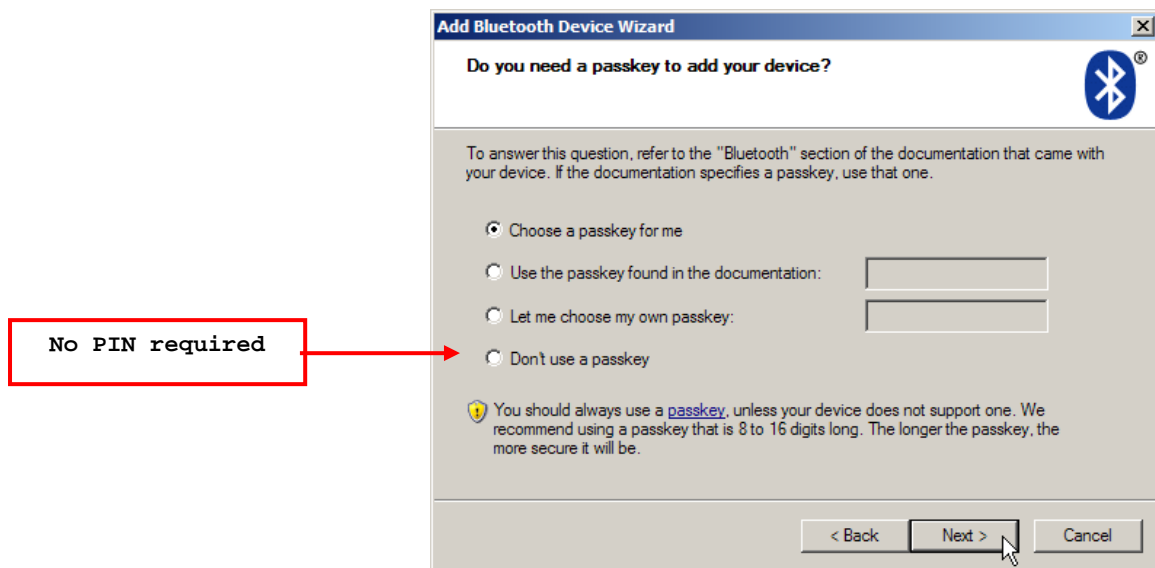 Add Bluetooth Device Wizard
Do you need a passkey to add your device?
®
To answer this question, refer to the "Bluetooth" section of the documentation that came with
your device. If the documentation specifies a passkey, use that one.
Choose a passkey for me
Use the passkey found in the documentation:
Let me choose my own passkey:
No PIN required
Don't use a passkey
You should always use a passkey, unless your device does not support one. We
recommend using a passkey that is 8 to 16 digits long. The longer the passkey, the
more secure it will be.
< Back
Next >
Cancel